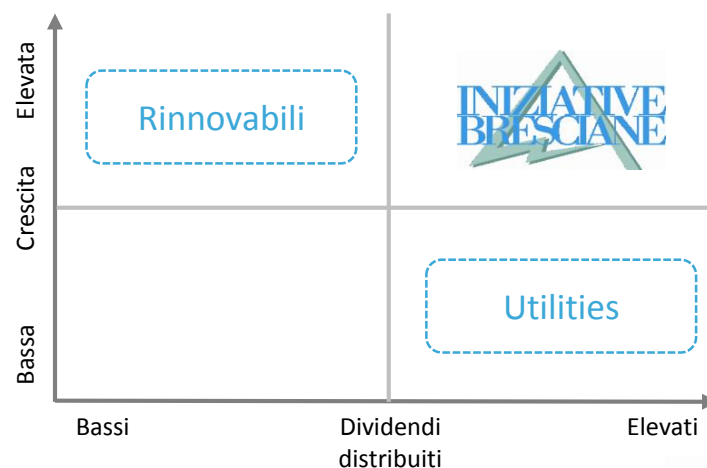 Elevata
Crescita
Bassa
Rinnovabili
INIZIATIVE
BRESCIANE
Utilities
Bassi
Dividendi
distribuiti
Elevati